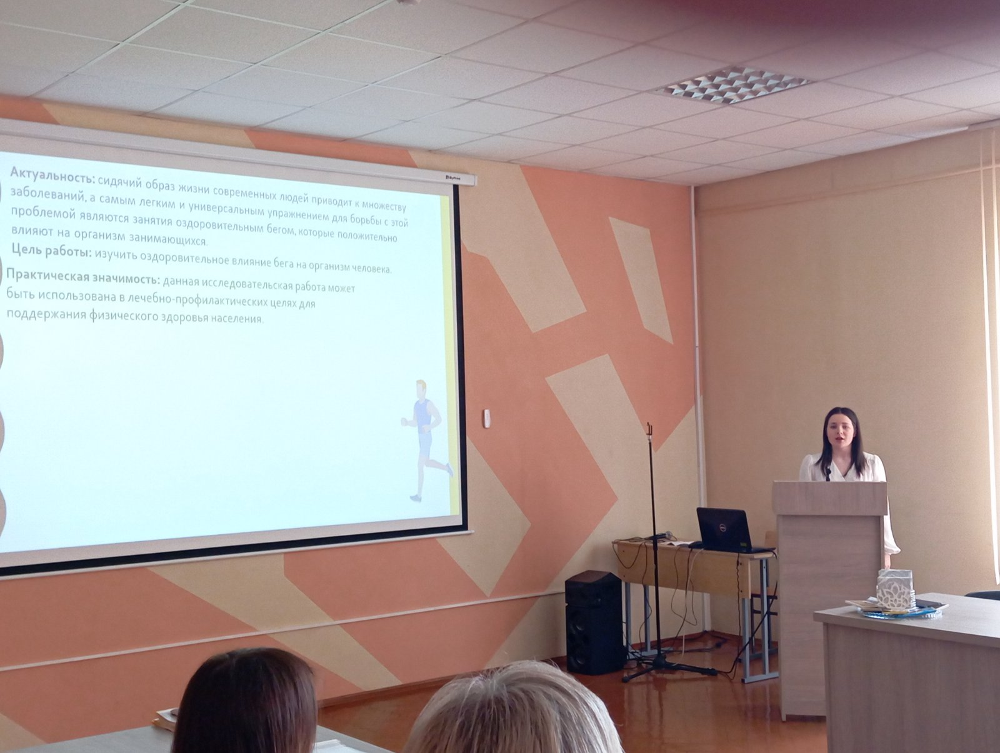 Актуальность: сидячий образ жизни современных людей приводит к множеству
заболеваний, а самым легким и универсальным упражнением для борьбы с этой
проблемой являются занятия оздоровительным бегом, которые положительно
влияют на организм занимающихся.
Цель работы: изучить оздоровительное влияние бега на организм человека.
Практическая значимость: данная исследовательская работа может
быть использована в лечебно-профилактических целях для
поддержания физического здоровья населения.
DELL